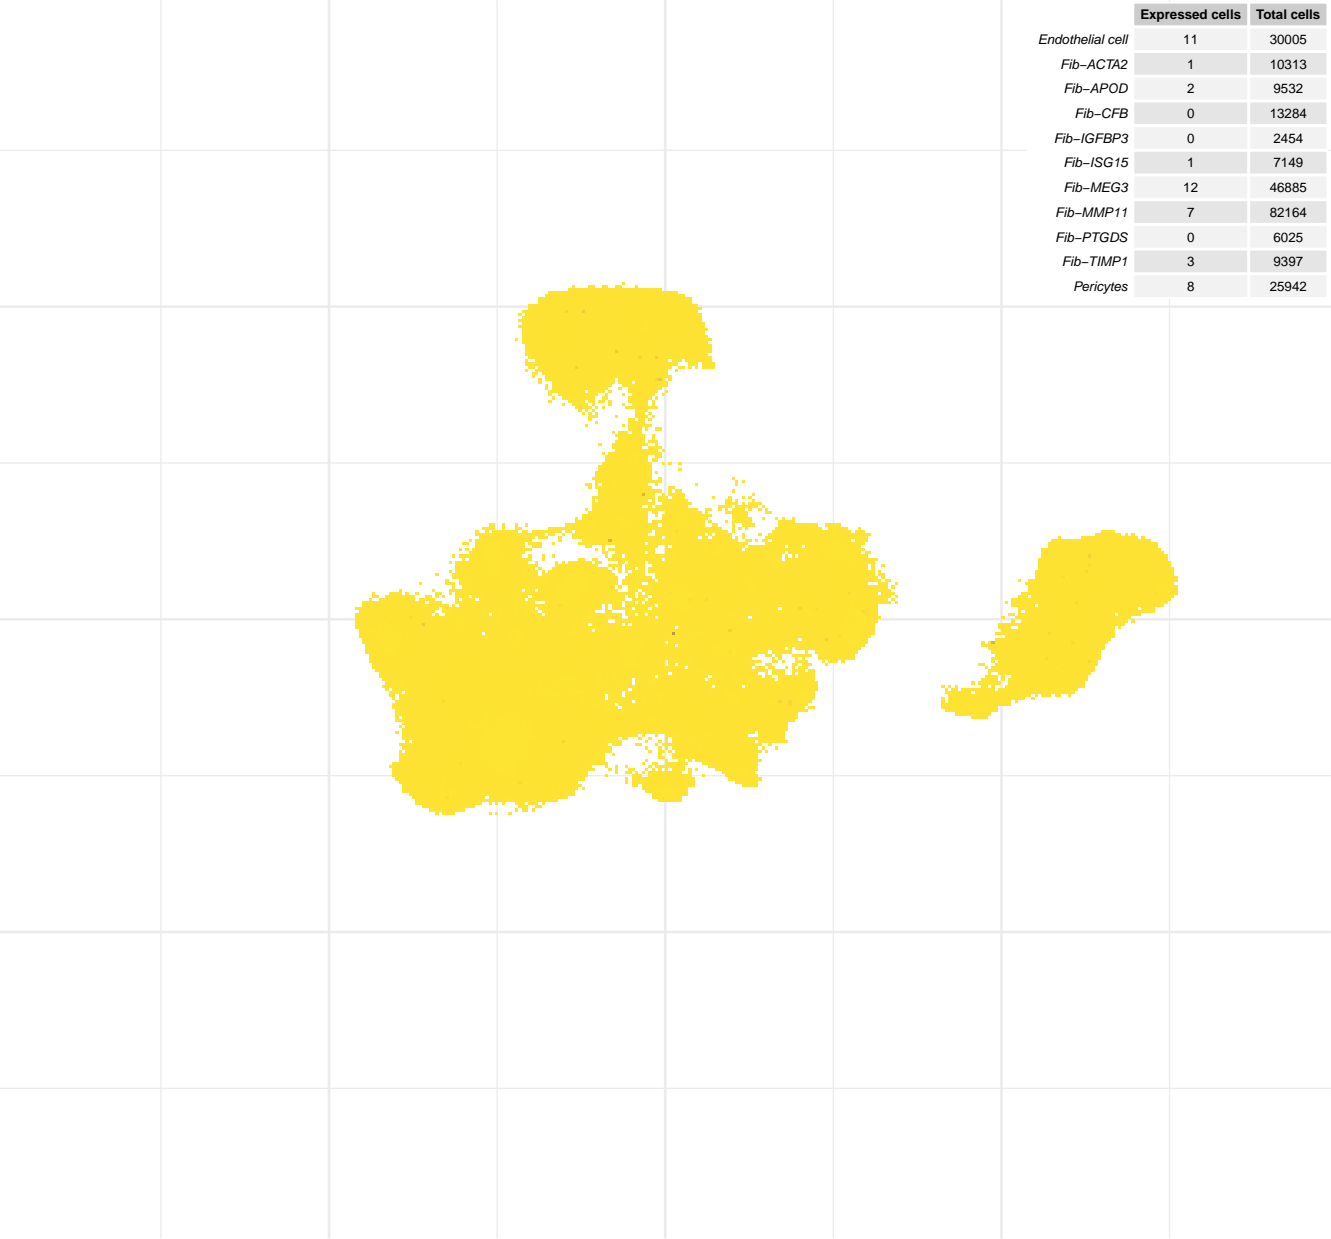 Expressed cells Total cells
Endothelial cell 11 30005
Fib−ACTA2 1 10313
Fib−APOD 2 9532
Fib−CFB 0 13284
Fib−IGFBP3 0 2454
Fib−ISG15 1 7149
Fib−MEG3 12 46885
Fib−MMP11 7 82164
Fib−PTGDS 0 6025
Fib−TIMP1 3 9397
Pericytes 8 25942